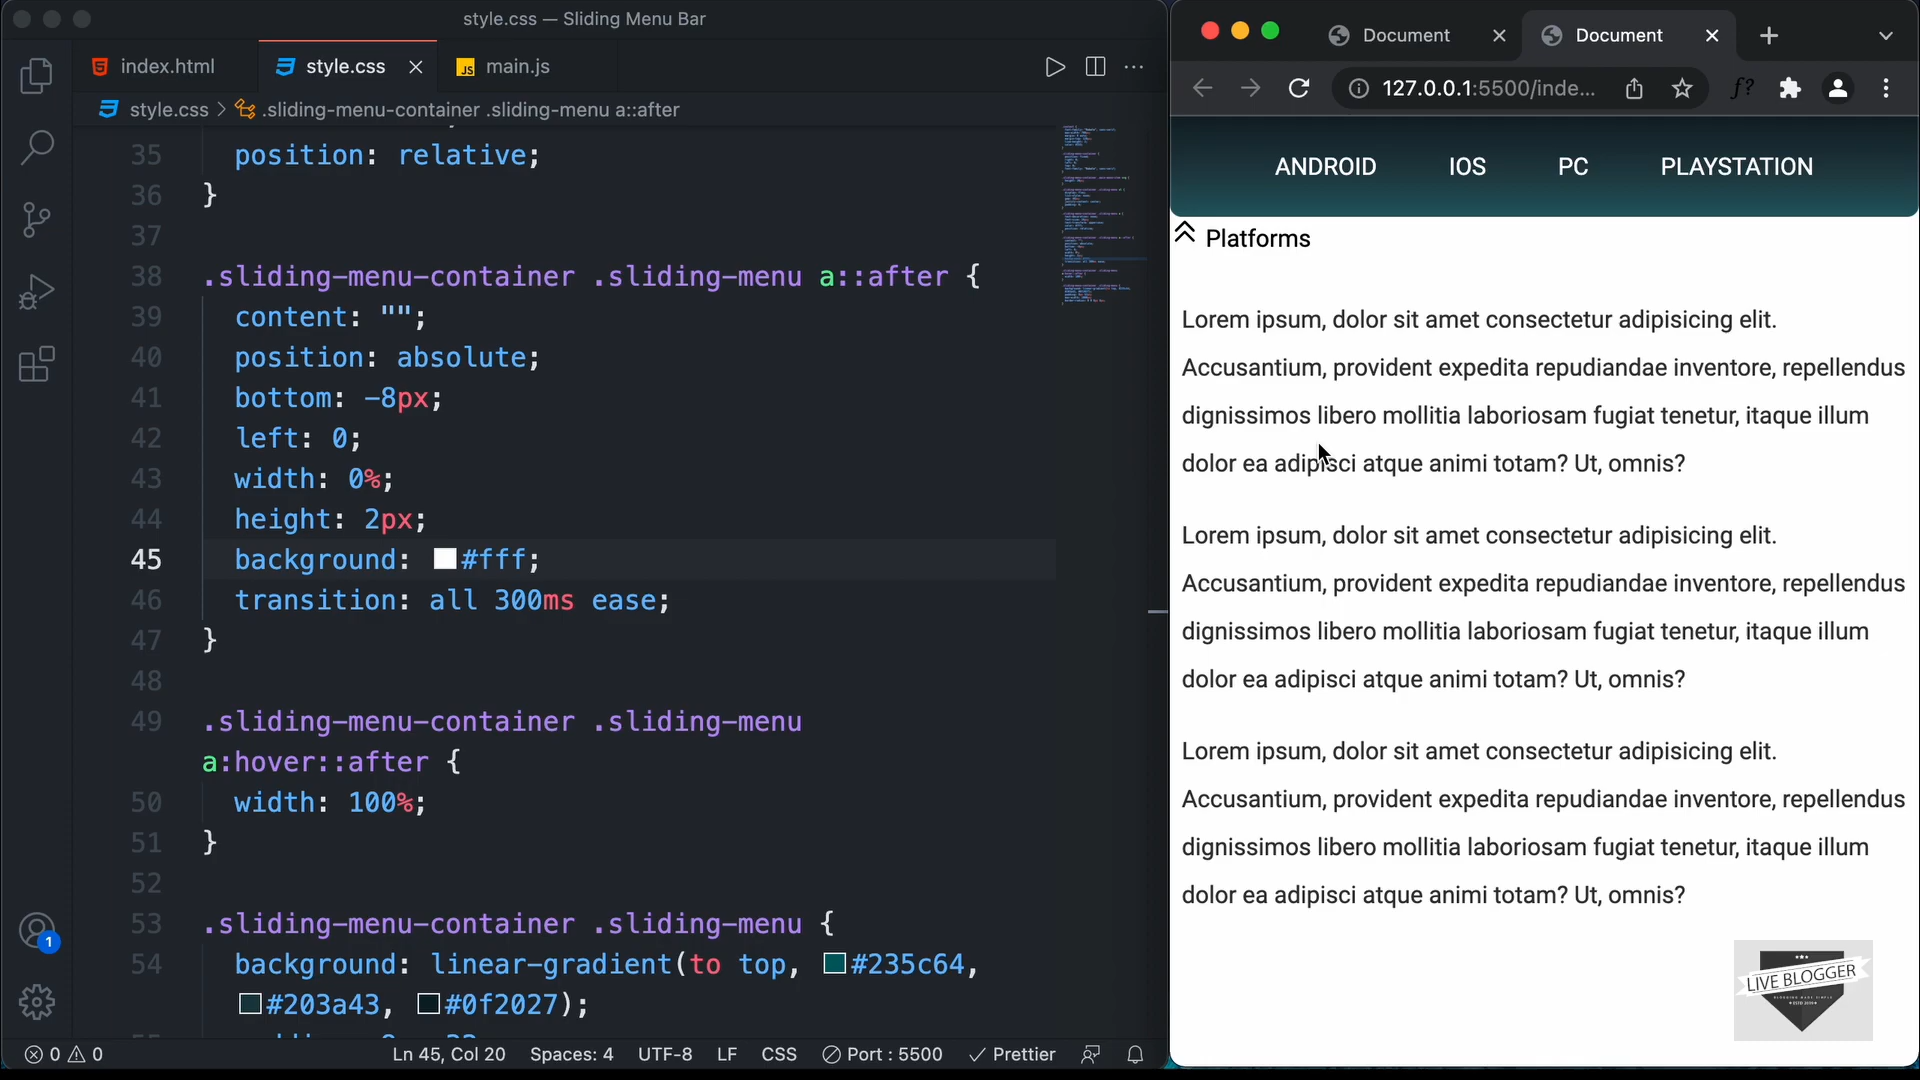 style.css — Sliding Menu Bar
index.html
style.css
JS main.js
style.css > .sliding-menu-container .sliding-menu a::after
35 position: relative;
36 }
37
38 .sliding-menu-container .sliding-menu a::after {
39 content: "";
40 position: absolute;
41 bottom: -8px;
42 left: 0;
43 width: 0%;
44 height: 2px;
45 background: #fff;
46 transition: all 300ms ease;
47 }
48
49 .sliding-menu-container .sliding-menu
a:hover::after {
50 width: 100%;
51 }
52
53 .sliding-menu-container .sliding-menu {
54 background: linear-gradient(to top, #235c64,
#203a43, #0f2027);
1
0 0
Ln 45, Col 20 Spaces: 4 UTF-8 LF CSS Port : 5500 Prettier
Document
Document
127.0.0.1:5500/inde...
f?
ANDROID IOS PC PLAYSTATION
Platforms
Lorem ipsum, dolor sit amet consectetur adipisicing elit.
Accusantium, provident expedita repudiandae inventore, repellendus
dignissimos libero mollitia laboriosam fugiat tenetur, itaque illum
dolor ea adipisci atque animi totam? Ut, omnis?
Lorem ipsum, dolor sit amet consectetur adipisicing elit.
Accusantium, provident expedita repudiandae inventore, repellendus
dignissimos libero mollitia laboriosam fugiat tenetur, itaque illum
dolor ea adipisci atque animi totam? Ut, omnis?
Lorem ipsum, dolor sit amet consectetur adipisicing elit.
Accusantium, provident expedita repudiandae inventore, repellendus
dignissimos libero mollitia laboriosam fugiat tenetur, itaque illum
dolor ea adipisci atque animi totam? Ut, omnis?
LIVE BLOGGER
BLOGGING MADE SIMPLE